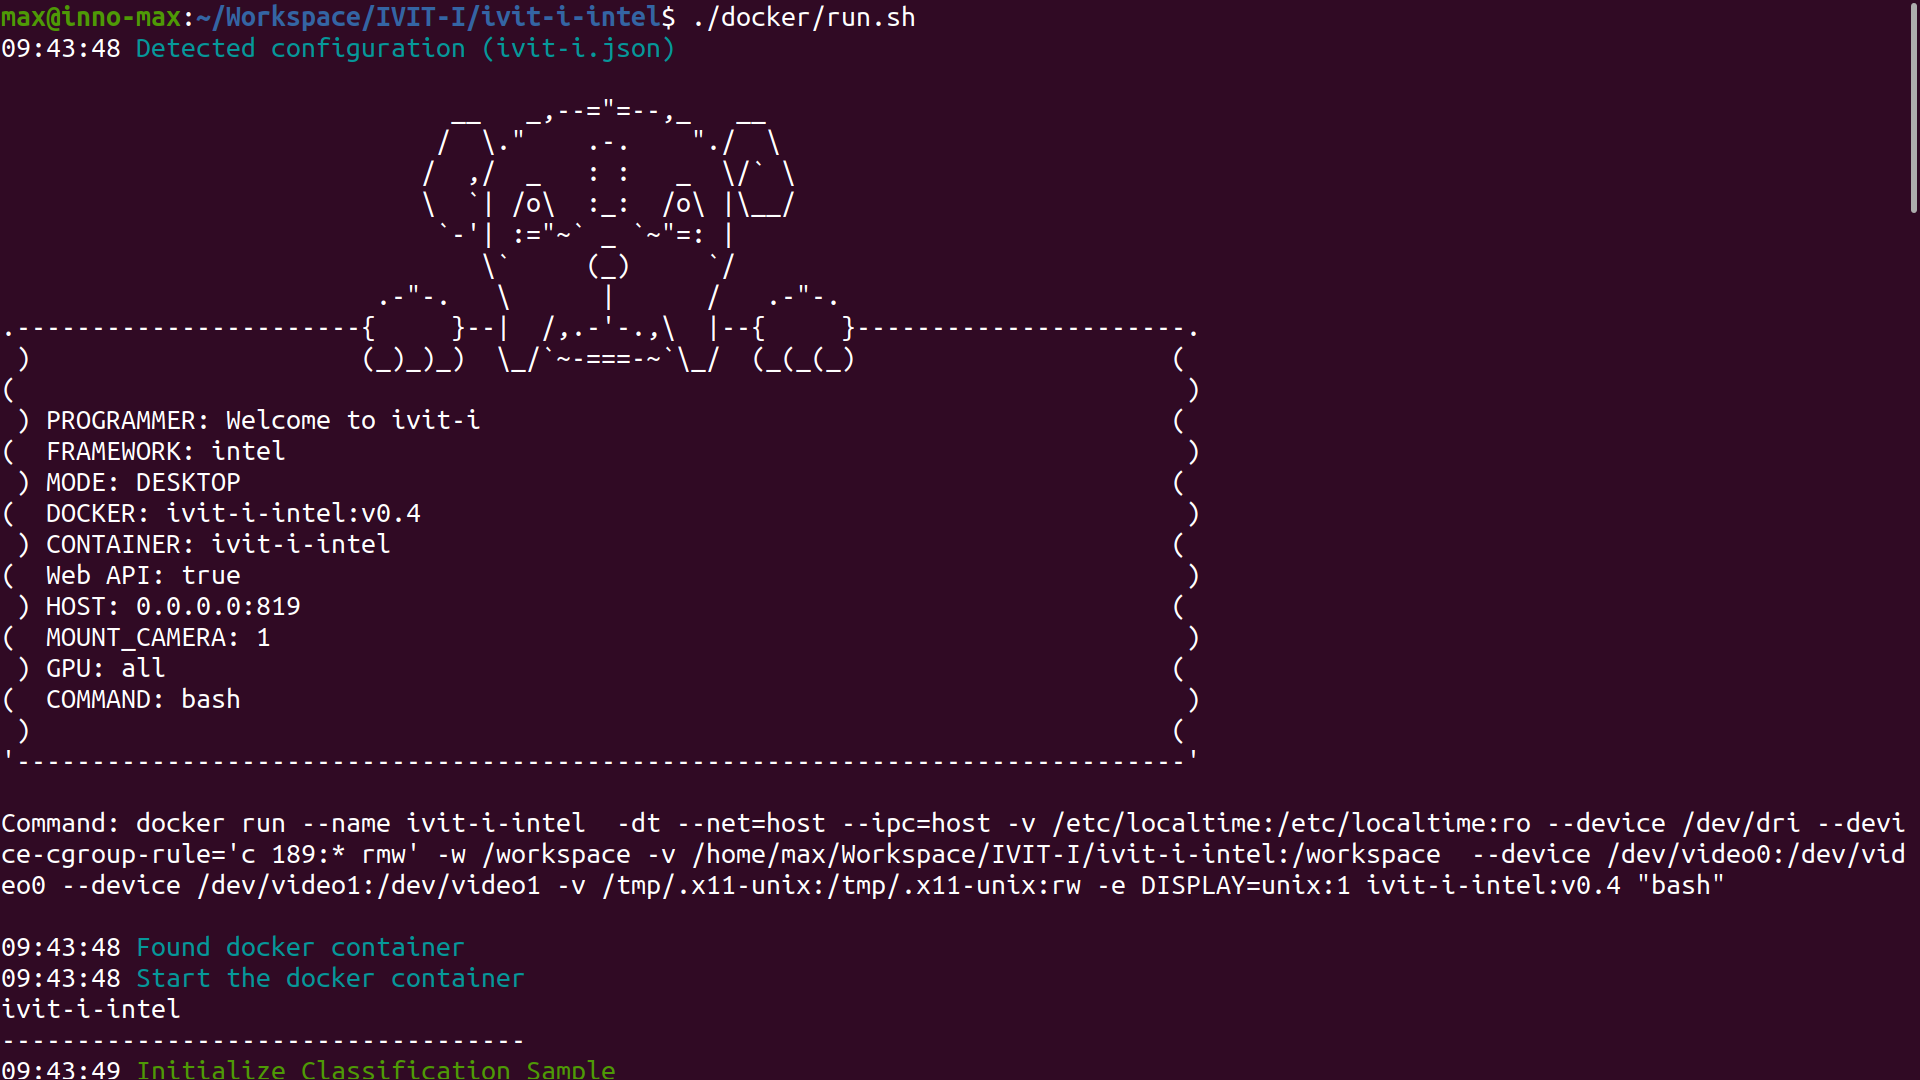 max@inno-max:~/Workspace/IVIT-I/ivit-i-intel$ ./docker/run.sh
09:43:48 Detected configuration (ivit-i.json)
                              __   _,--="=--,_   __
                             /  \."    .-.    "./  \
                            /  ,/  _   : :   _  \/` \
                            \  `| /o\  :_:  /o\ |\__/
                             `-'| :="~` _ `~"=: |
                                \`     (_)     `/
                         .-"-.   \      |      /   .-"-.
.-----------------------{     }--|  /,.-'-.,\  |--{     }----------------------.
 )                      (_)_)_)  \_/`~-===-~`\_/  (_(_(_)                     (
(                                                                              )
 ) PROGRAMMER: Welcome to ivit-i                                              (
(  FRAMEWORK: intel                                                            )
 ) MODE: DESKTOP                                                              (
(  DOCKER: ivit-i-intel:v0.4                                                   )
 ) CONTAINER: ivit-i-intel                                                    (
(  Web API: true                                                               )
 ) HOST: 0.0.0.0:819                                                          (
(  MOUNT_CAMERA: 1                                                             )
 ) GPU: all                                                                   (
(  COMMAND: bash                                                               )
 )                                                                            (
'------------------------------------------------------------------------------'
Command: docker run --name ivit-i-intel  -dt --net=host --ipc=host -v /etc/localtime:/etc/localtime:ro --device /dev/dri --devi
ce-cgroup-rule='c 189:* rmw' -w /workspace -v /home/max/Workspace/IVIT-I/ivit-i-intel:/workspace  --device /dev/video0:/dev/vid
eo0 --device /dev/video1:/dev/video1 -v /tmp/.x11-unix:/tmp/.x11-unix:rw -e DISPLAY=unix:1 ivit-i-intel:v0.4 "bash"
09:43:48 Found docker container
09:43:48 Start the docker container
ivit-i-intel
-----------------------------------
09:43:49 Initialize Classification Sample